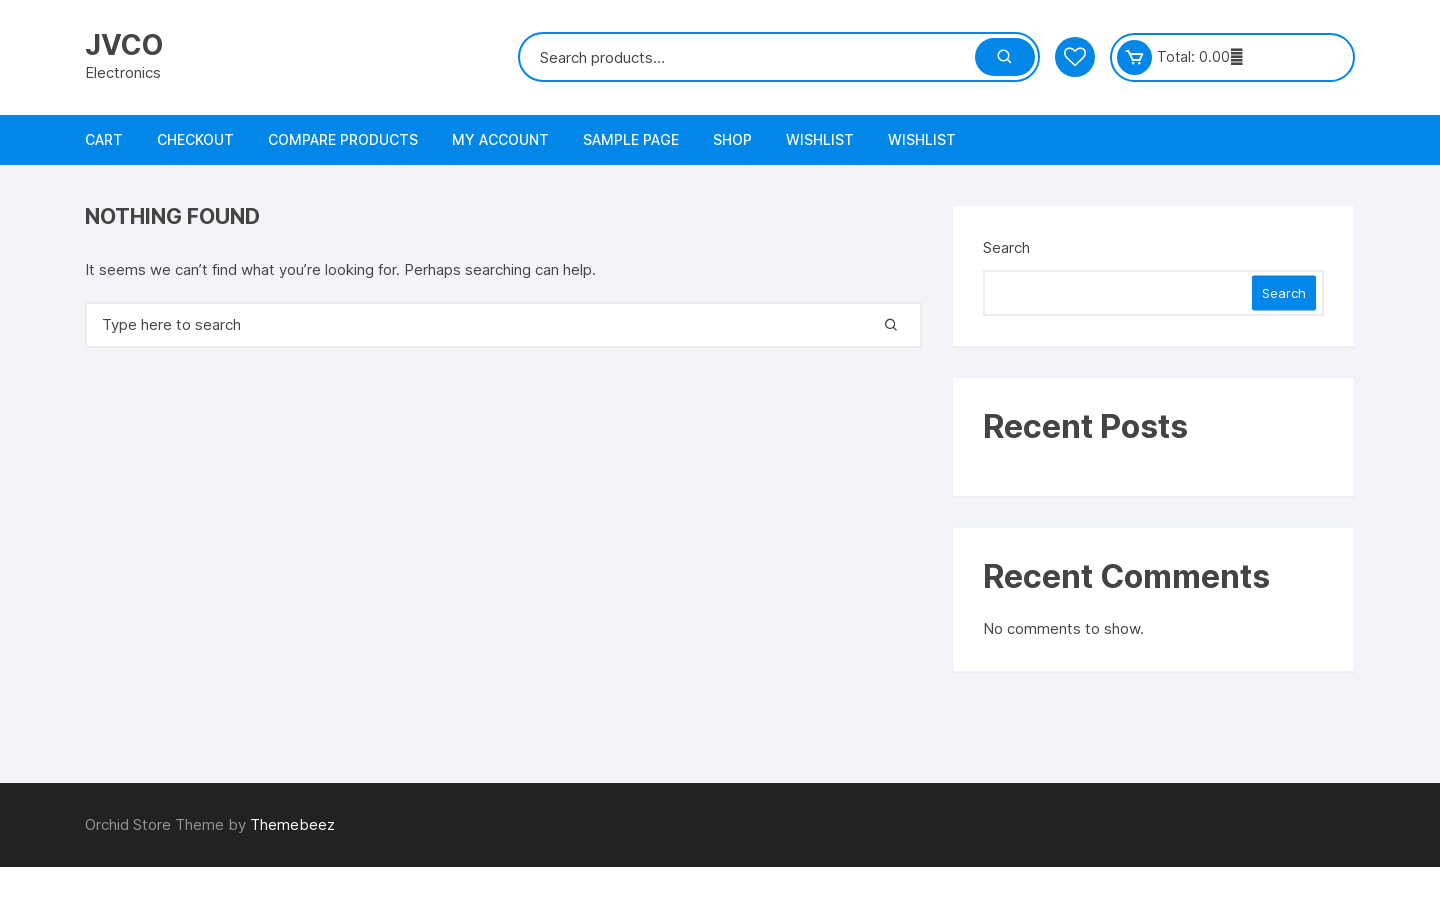 JVCO
Electronics
Search products...
Total: 0.00
CART
CHECKOUT
COMPARE PRODUCTS
MY ACCOUNT
SAMPLE PAGE
SHOP
WISHLIST
WISHLIST
NOTHING FOUND
It seems we can’t find what you’re looking for. Perhaps searching can help.
Type here to search
Search
Search
Recent Posts
Recent Comments
No comments to show.
Orchid Store Theme by Themebeez